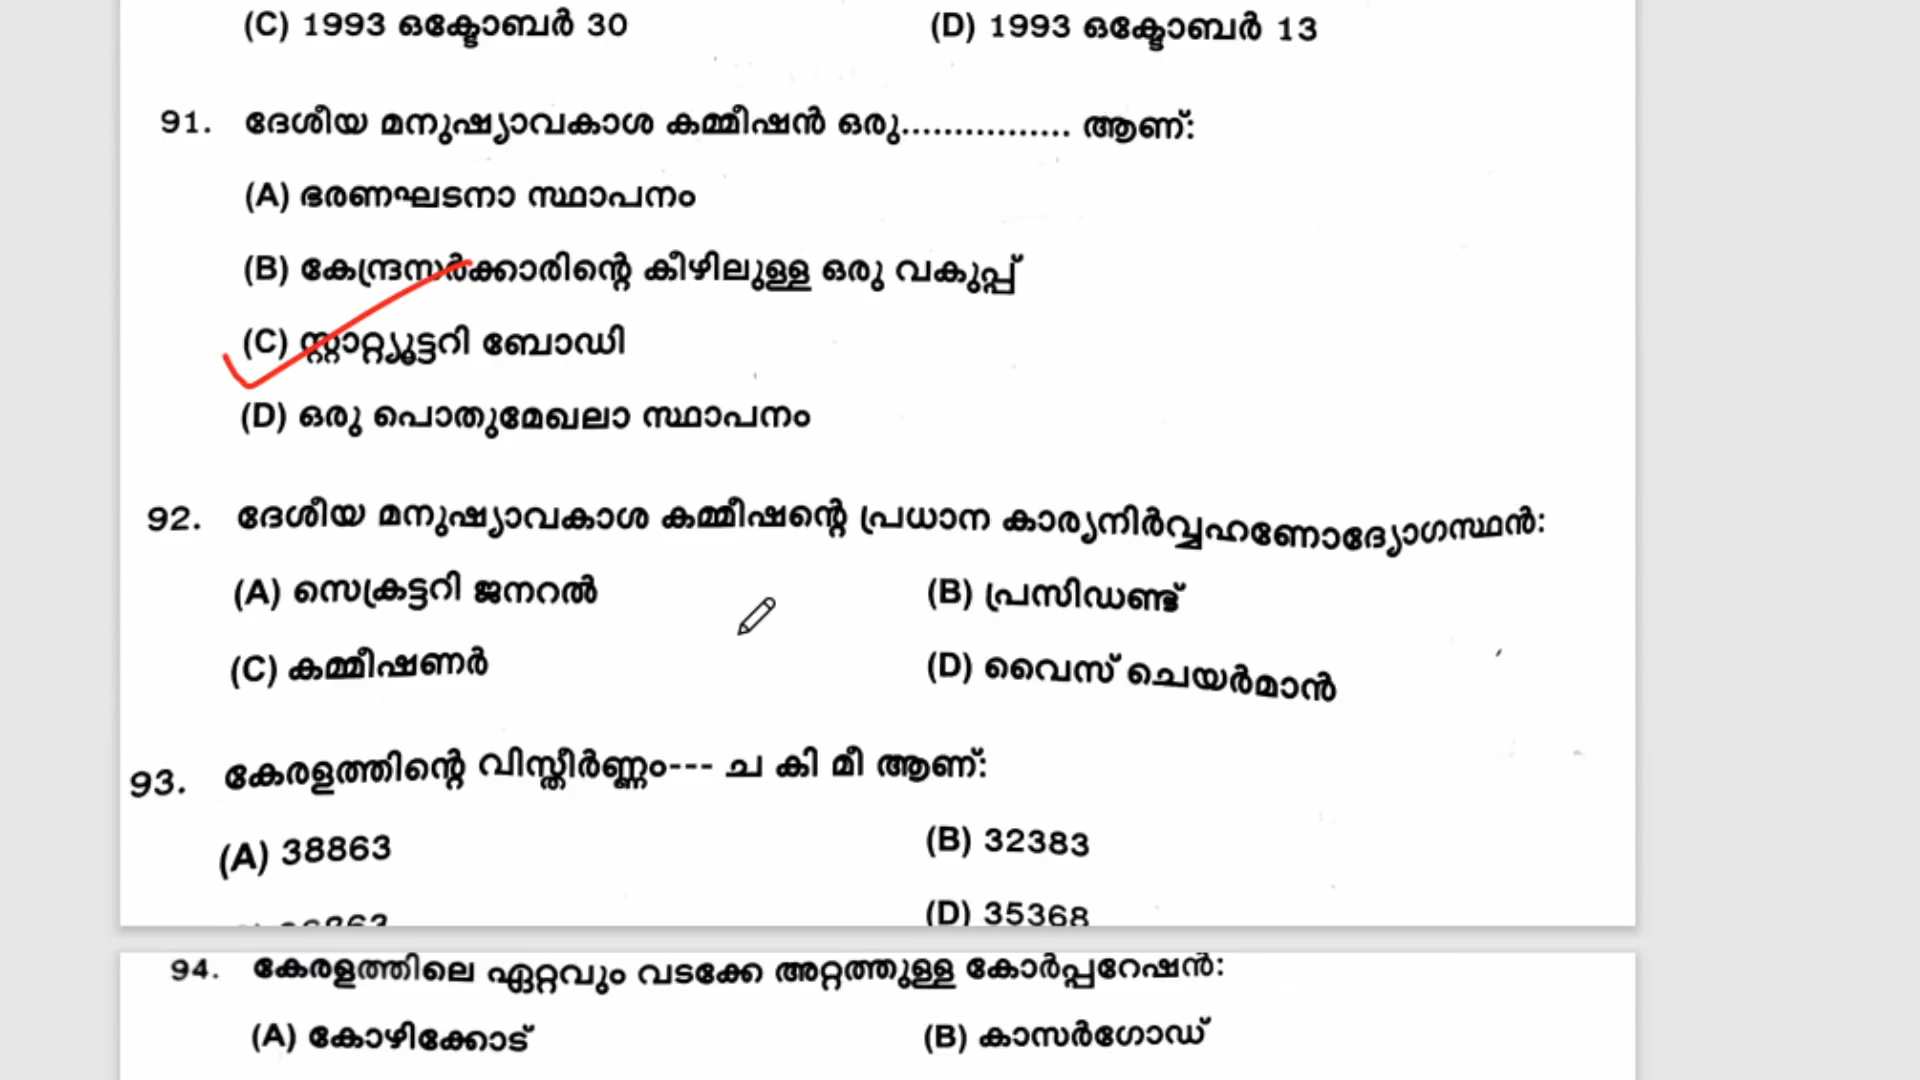 (C) 1993 ഒക്ടോബർ 30 (D) 1993 ഒക്ടോബർ 13
91. ദേശീയ മനുഷ്യാവകാശ കമ്മീഷൻ ഒരു................ ആണ്:
(A) ഭരണഘടനാ സ്ഥാപനം
(B) കേന്ദ്രസർക്കാരിന്റെ കീഴിലുള്ള ഒരു വകുപ്പ്
(C) സ്റ്റാറ്റ്യൂട്ടറി ബോഡി
(D) ഒരു പൊതുമേഖലാ സ്ഥാപനം
92. ദേശീയ മനുഷ്യാവകാശ കമ്മീഷന്റെ പ്രധാന കാര്യനിർവ്വഹണോദ്യോഗസ്ഥൻ:
(A) സെക്രട്ടറി ജനറൽ (B) പ്രസിഡണ്ട്
(C) കമ്മീഷണർ (D) വൈസ് ചെയർമാൻ
93. കേരളത്തിന്റെ വിസ്തീർണ്ണം--- ച കി മീ ആണ്:
(A) 38863 (B) 32383
(D) 35368
94. കേരളത്തിലെ ഏറ്റവും വടക്കേ അറ്റത്തുള്ള കോർപ്പറേഷൻ:
(A) കോഴിക്കോട് (B) കാസർഗോഡ്